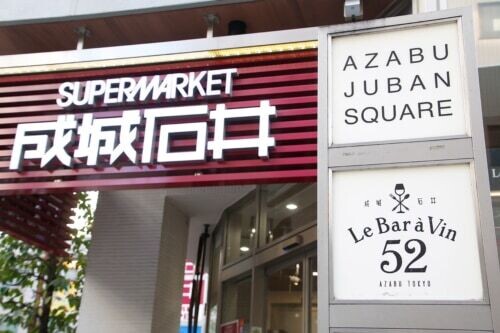 SUPERMARKET
成城石井
AZABU
JUBAN
SQUARE
成城 石井
Le Bar à Vin
52
AZABU TOKYO